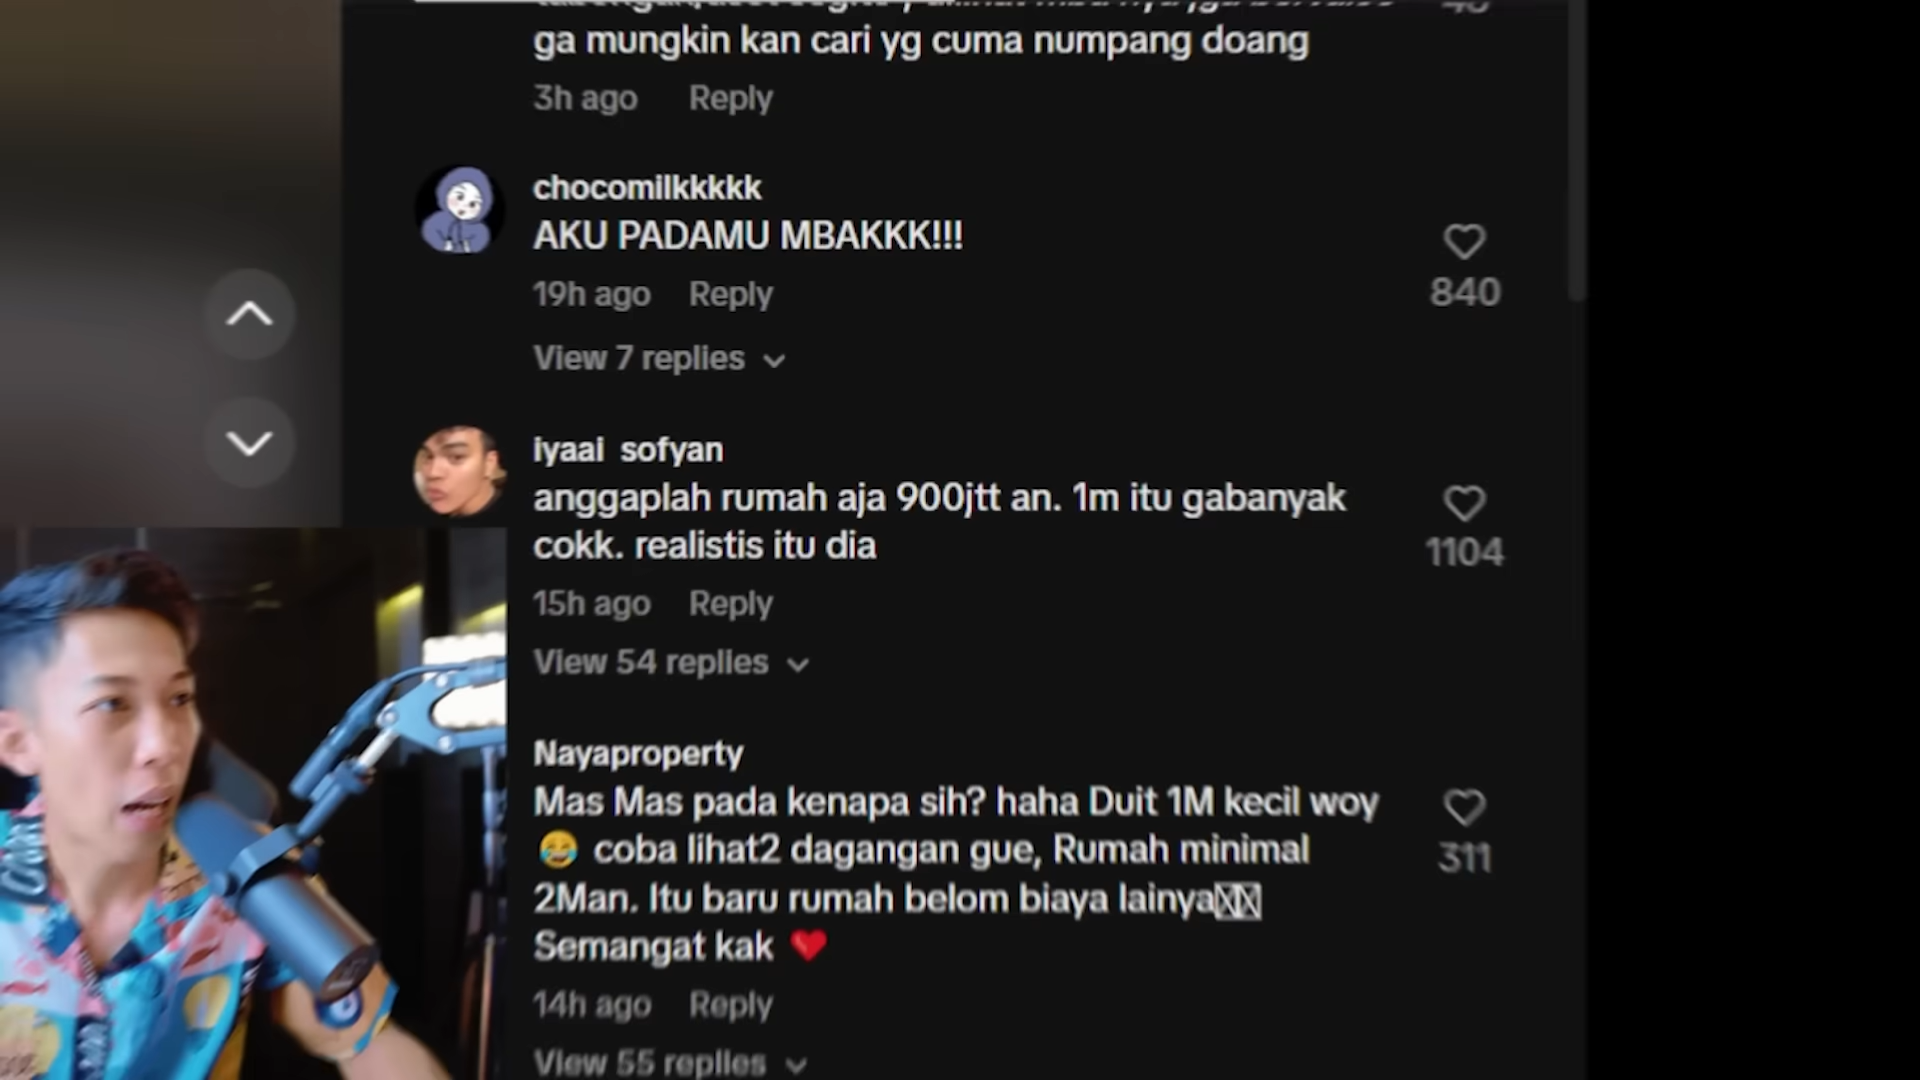 ga mungkin kan cari yg cuma numpang doang
3h ago Reply
chocomilkkkkk
AKU PADAMU MBAKKK!!!
840
19h ago Reply
View 7 replies
iyaai sofyan
anggaplah rumah aja 900jtt an. 1m itu gabanyak
cokk. realistis itu dia
1104
15h ago Reply
View 54 replies
Nayaproperty
Mas Mas pada kenapa sih? haha Duit 1M kecil woy
😂 coba lihat2 dagangan gue, Rumah minimal
311
2Man. Itu baru rumah belom biaya lainya
Semangat kak ❤️
14h ago Reply
View 55 replies